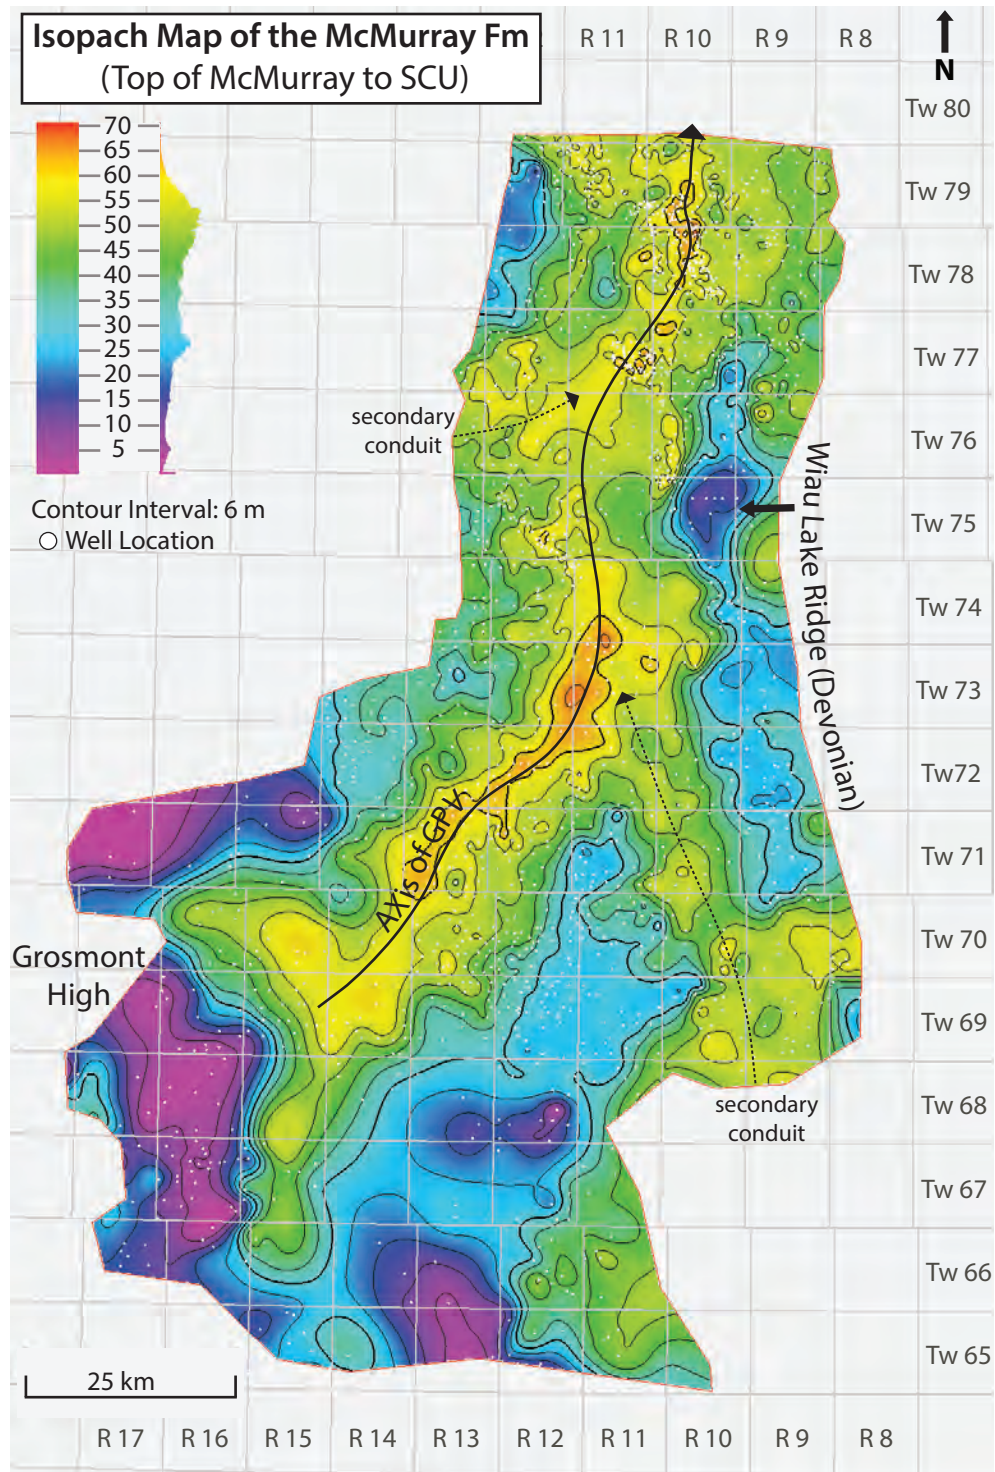 Isopach Map of the McMurray Fm
(Top of McMurray to SCU)
R 11
R 10
R 9
R 8
N
70
65
60
55
50
45
40
35
30
25
20
15
10
5
Contour Interval: 6 m
Well Location
Tw 80
Tw 79
Tw 78
Tw 77
Tw 76
Tw 75
Tw 74
Tw 73
Tw72
Tw 71
Tw 70
Tw 69
Tw 68
Tw 67
Tw 66
Tw 65
secondary
conduit
Wiau Lake Ridge (Devonian)
AXis of GPV
Grosmont
High
secondary
conduit
25 km
R 17
R 16
R 15
R 14
R 13
R 12
R 11
R 10
R 9
R 8